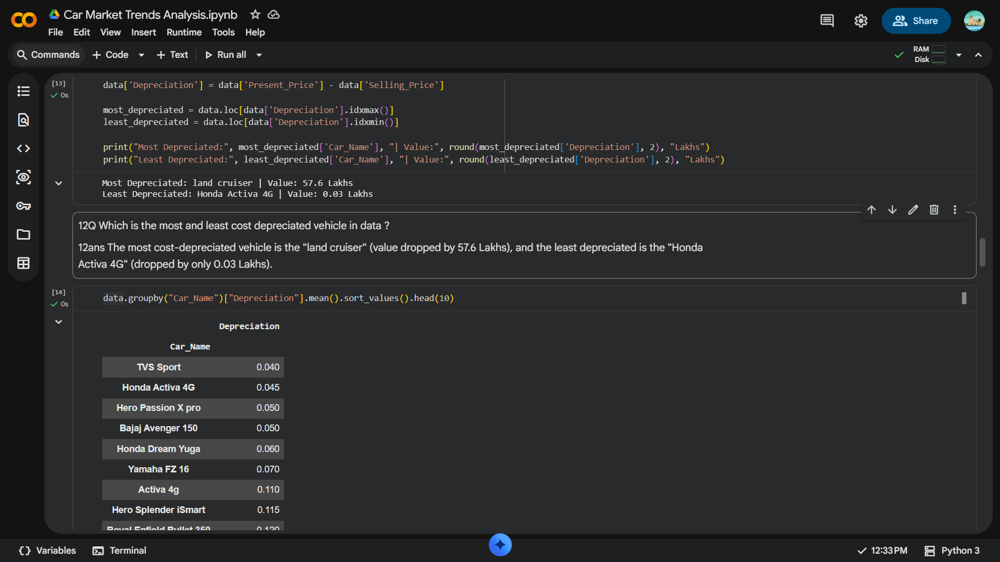 Car Market Trends Analysis.ipynb
File Edit View Insert Runtime Tools Help
Share
Commands + Code + Text Run all
RAM
Disk
[13]
0s
data['Depreciation'] = data['Present_Price'] - data['Selling_Price']
most_depreciated = data.loc[data['Depreciation'].idxmax()]
least_depreciated = data.loc[data['Depreciation'].idxmin()]
print("Most Depreciated:", most_depreciated['Car_Name'], "| Value:", round(most_depreciated['Depreciation'], 2), "Lakhs")
print("Least Depreciated:", least_depreciated['Car_Name'], "| Value:", round(least_depreciated['Depreciation'], 2), "Lakhs")
Most Depreciated: land cruiser | Value: 57.6 Lakhs
Least Depreciated: Honda Activa 4G | Value: 0.03 Lakhs
12Q Which is the most and least cost depreciated vehicle in data ?
12ans The most cost-depreciated vehicle is the "land cruiser" (value dropped by 57.6 Lakhs), and the least depreciated is the "Honda
Activa 4G" (dropped by only 0.03 Lakhs).
[14]
0s
data.groupby("Car_Name")["Depreciation"].mean().sort_values().head(10)
Depreciation
Car_Name
TVS Sport 0.040
Honda Activa 4G 0.045
Hero Passion X pro 0.050
Bajaj Avenger 150 0.050
Honda Dream Yuga 0.060
Yamaha FZ 16 0.070
Activa 4g 0.110
Hero Splender iSmart 0.115
Royal Enfield Bullet 350 0.120
Variables Terminal
12:33 PM Python 3